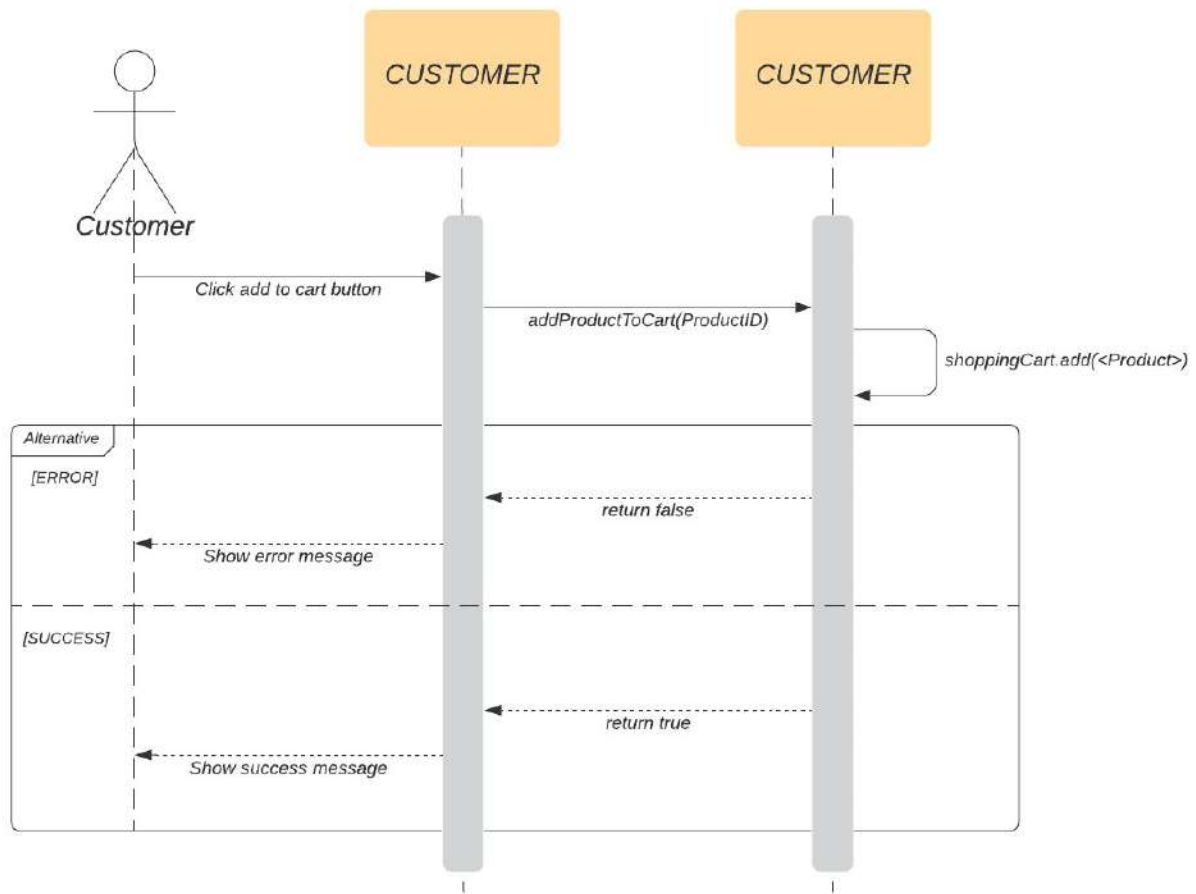 CUSTOMER
CUSTOMER
Customer
Click add to cart button
addProductToCart(ProductID)
shoppingCart.add(<Product>)
Alternative
[ERROR]
return false
Show error message
[SUCCESS]
return true
Show success message